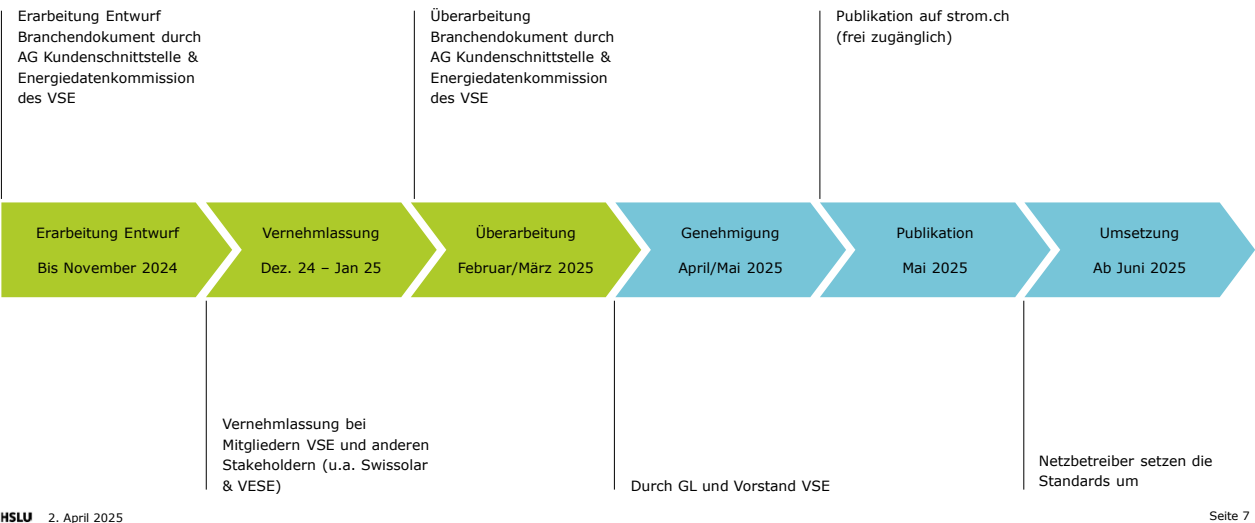 Erarbeitung Entwurf
Branchendokument durch
AG Kundenschnittstelle &
Energiedatenkommission
des VSE
Überarbeitung
Branchendokument durch
AG Kundenschnittstelle &
Energiedatenkommission
des VSE
Publikation auf strom.ch
(frei zugänglich)
Erarbeitung Entwurf
Bis November 2024
Vernehmlassung
Dez. 24 – Jan 25
Überarbeitung
Februar/März 2025
Genehmigung
April/Mai 2025
Publikation
Mai 2025
Umsetzung
Ab Juni 2025
Vernehmlassung bei
Mitgliedern VSE und anderen
Stakeholdern (u.a. Swissolar
& VESE)
Durch GL und Vorstand VSE
Netzbetreiber setzen die
Standards um
HSLU 2. April 2025
Seite 7